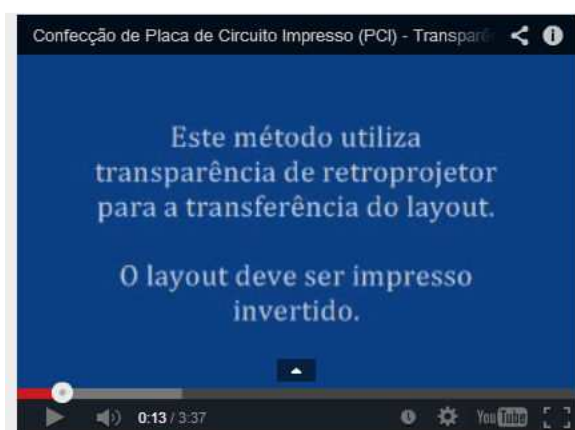 Confecção de Placa de Circuito Impresso (PCI) - Transparê
Este método utiliza
transparência de retroprojetor
para a transferência do layout.
O layout deve ser impresso
invertido.
0:13 / 3:37
YouTube